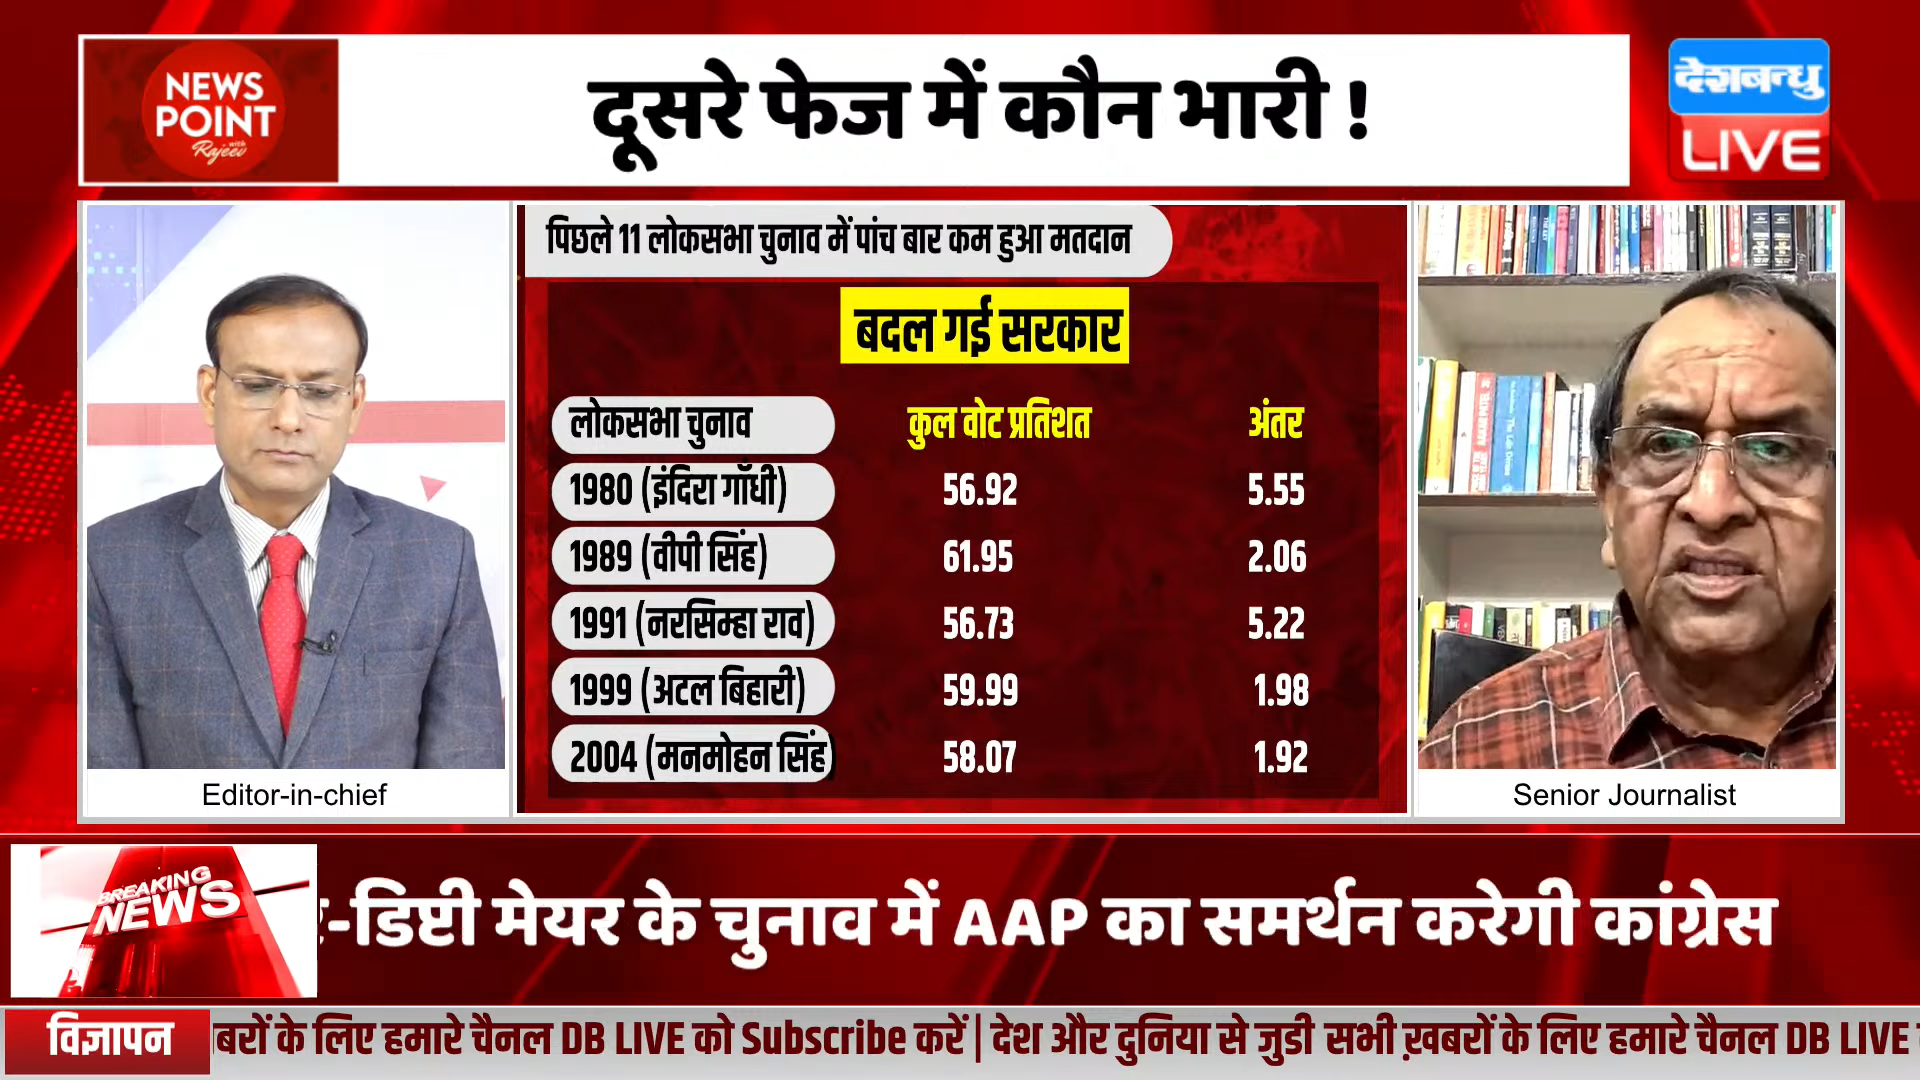 NEWS
POINT
with
Rajeev
दूसरे फेज में कौन भारी !
देशबन्धु
LIVE
पिछले 11 लोकसभा चुनाव में पांच बार कम हुआ मतदान
बदल गई सरकार
लोकसभा चुनाव कुल वोट प्रतिशत अंतर
1980 (इंदिरा गाँधी) 56.92 5.55
1989 (वीपी सिंह) 61.95 2.06
1991 (नरसिम्हा राव) 56.73 5.22
1999 (अटल बिहारी) 59.99 1.98
2004 (मनमोहन सिंह) 58.07 1.92
Editor-in-chief
Senior Journalist
BREAKING
NEWS
-डिप्टी मेयर के चुनाव में AAP का समर्थन करेगी कांग्रेस
विज्ञापन
के लिए हमारे चैनल DB LIVE को Subscribe करें | देश और दुनिया से जुडी सभी ख़बरों के लिए हमारे चैनल DB LIVE